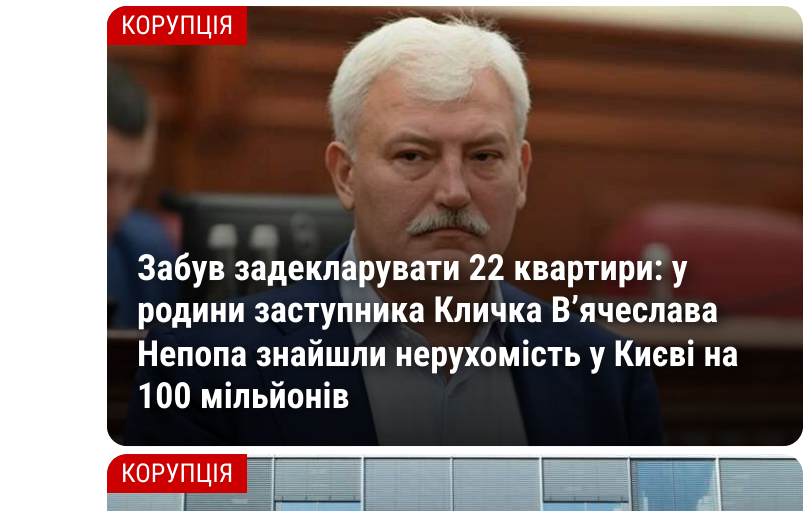 КОРУПЦІЯ
Забув задекларувати 22 квартири: у
родини заступника Кличка В’ячеслава
Непопа знайшли нерухомість у Києві на
100 мільйонів
КОРУПЦІЯ